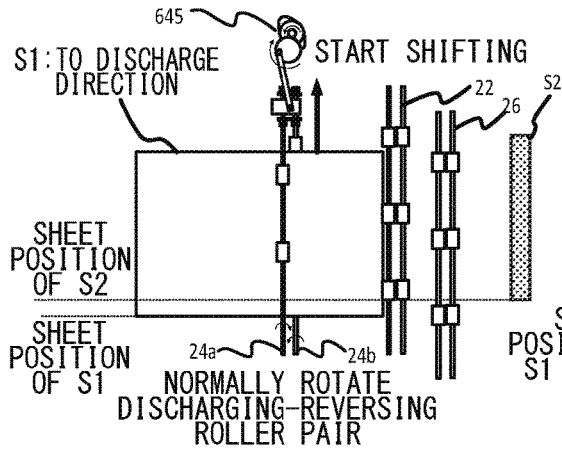 645
S1:TO DISCHARGE
DIRECTION
START SHIFTING
22
26
S2
SHEET
POSITION
OF S2
SHEET
POSITION
OF S1
24a
24b
NORMALLY ROTATE
DISCHARGING-REVERSING
ROLLER PAIR
S
POSI
S1